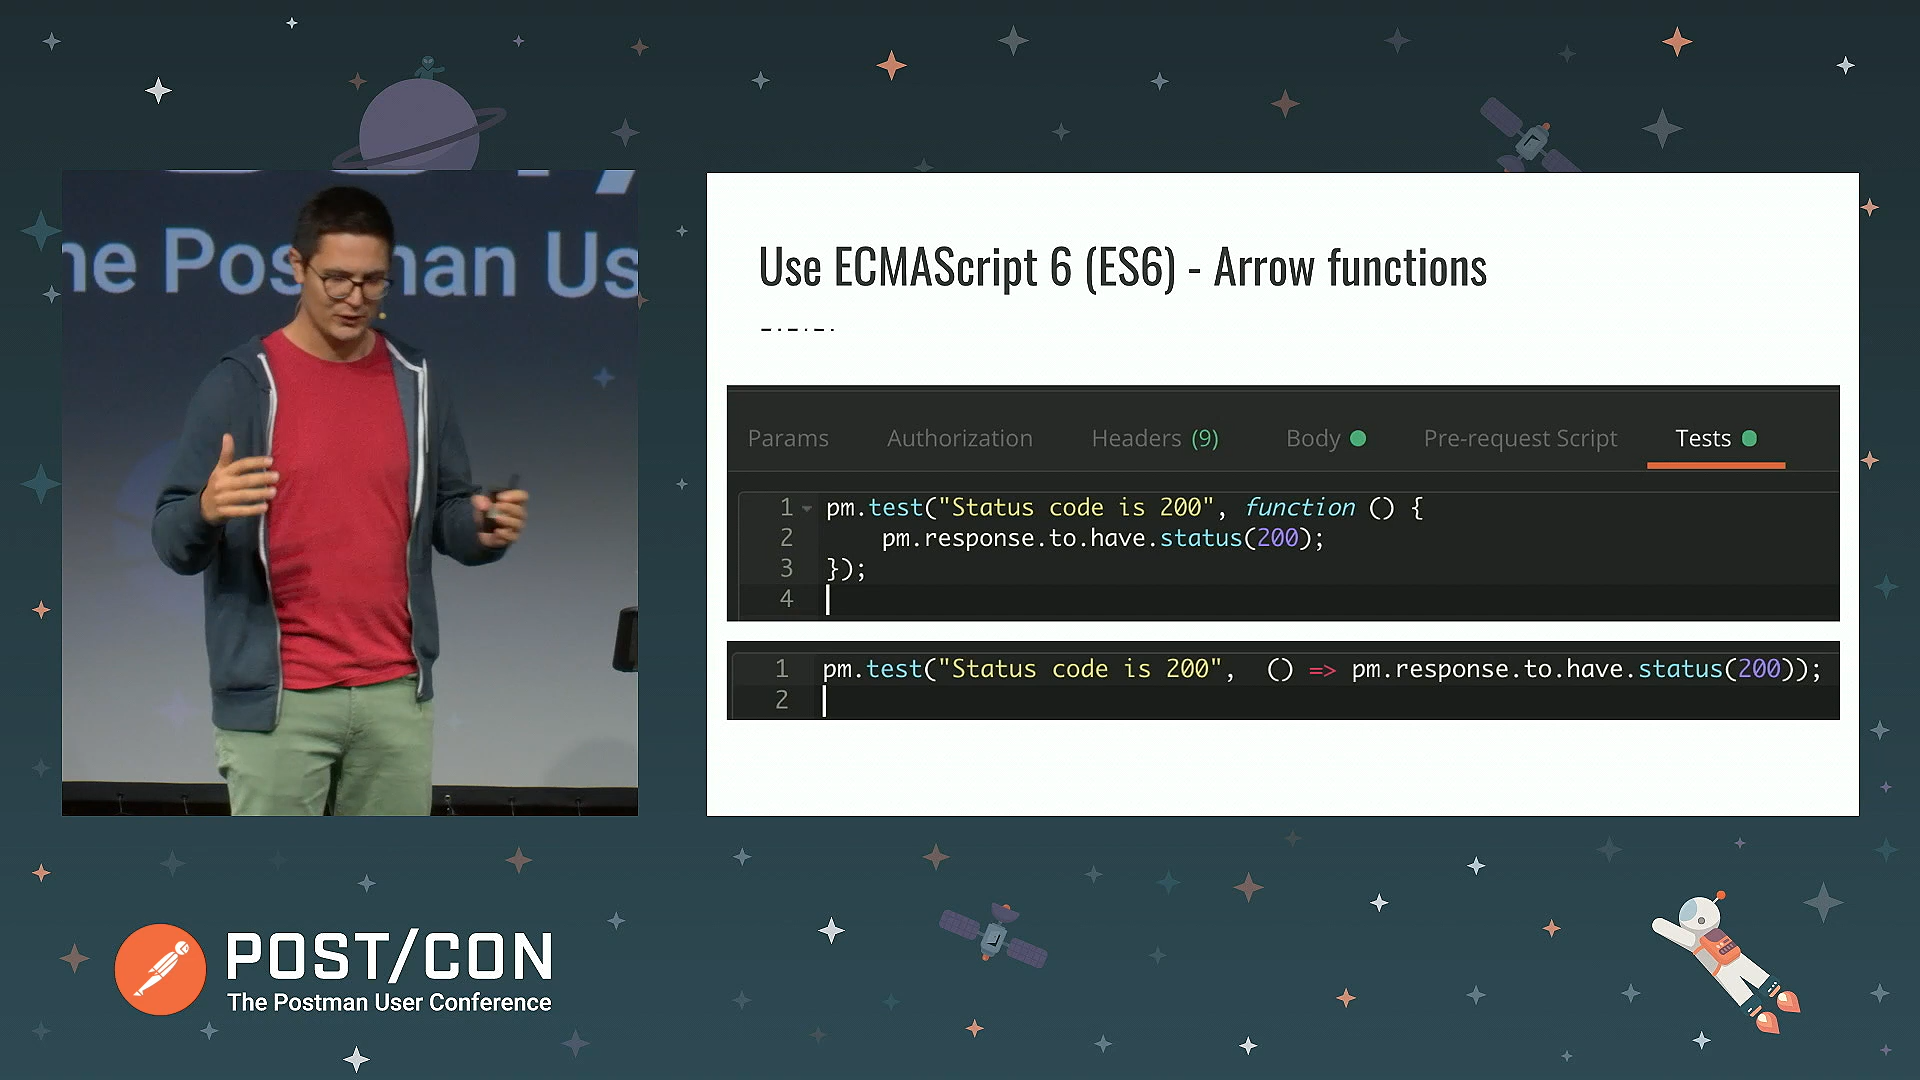 he Postman Us
Use ECMAScript 6 (ES6) - Arrow functions
Params Authorization Headers (9) Body Pre-request Script Tests
1 pm.test("Status code is 200", function () {
2 pm.response.to.have.status(200);
3 });
4
1 pm.test("Status code is 200", () => pm.response.to.have.status(200));
2
POST/CON
The Postman User Conference